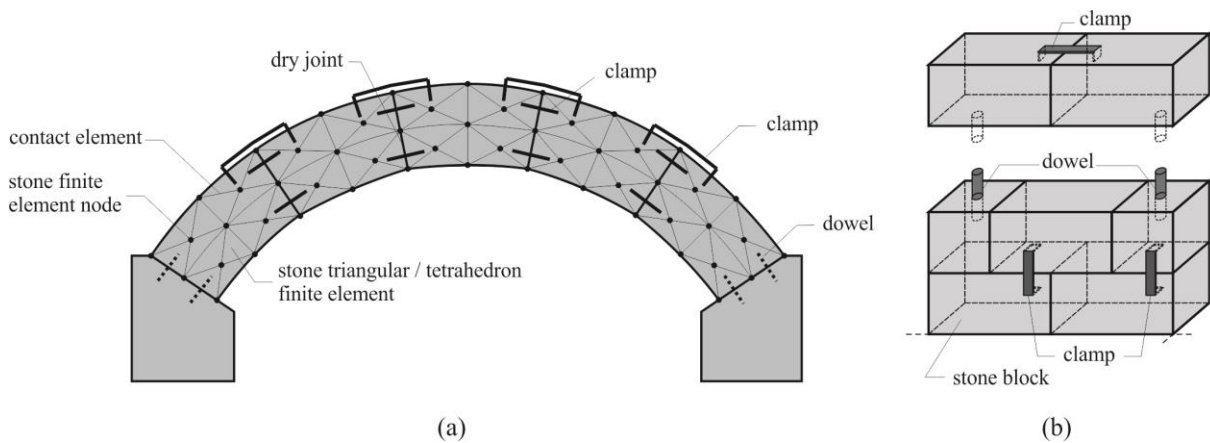 dry joint
clamp
contact element
clamp
stone finite
element node
dowel
stone triangular / tetrahedron
finite element
(a)
clamp
dowel
clamp
stone block
(b)